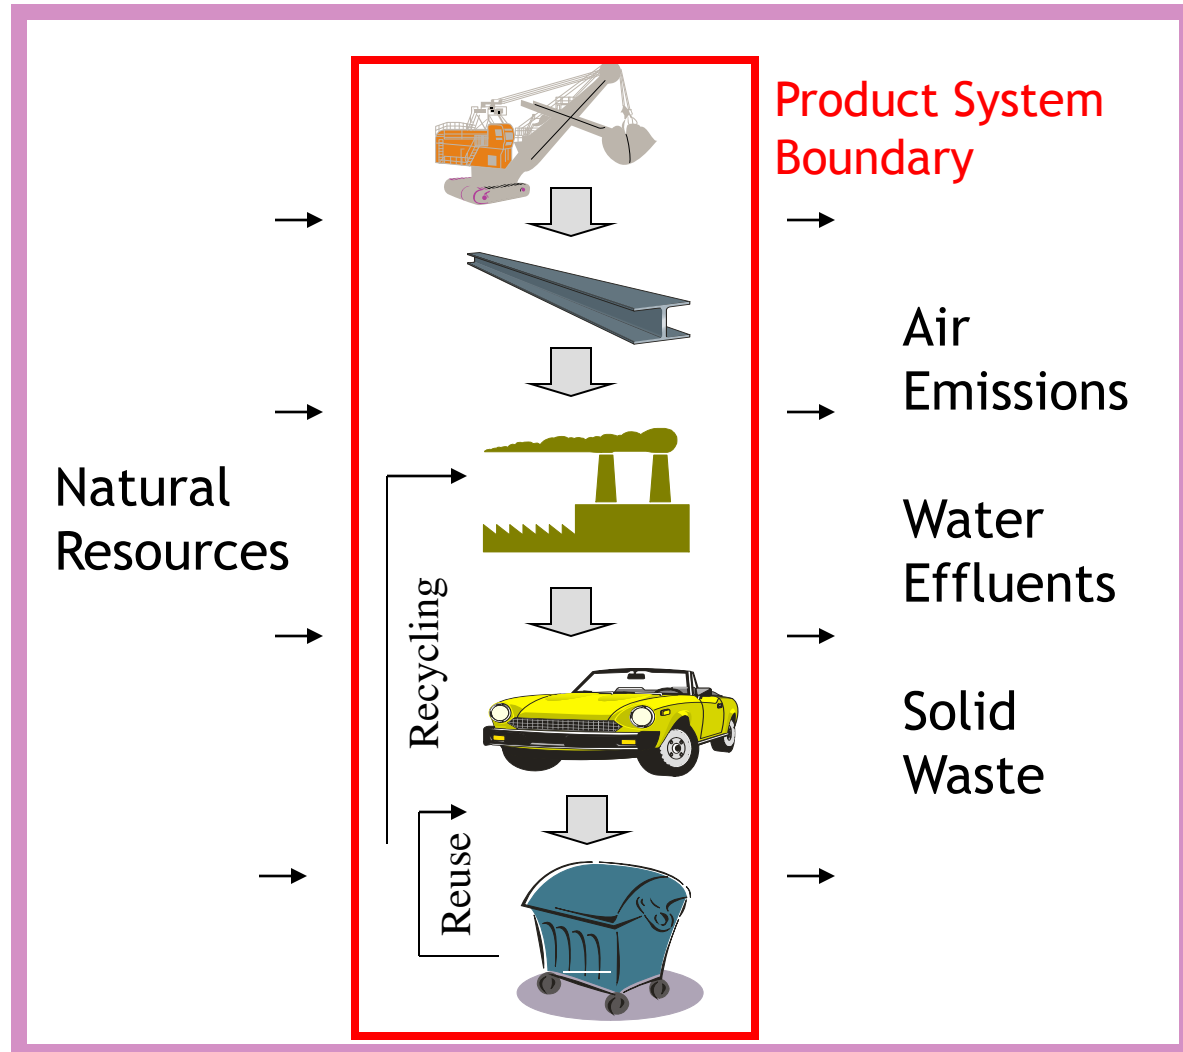 Product System
Boundary
Air
Emissions
Natural
Resources
Water
Effluents
Recycling
Solid
Waste
Reuse